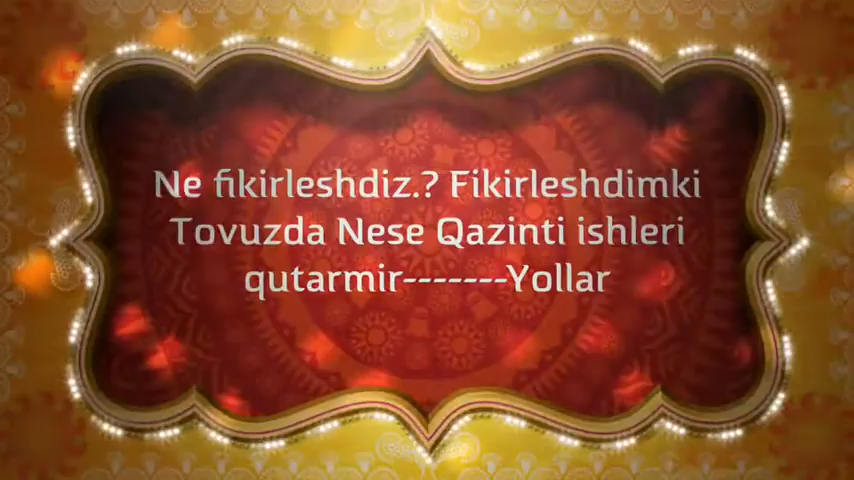 Ne fikirleshdiz.? Fikirleshdimki
Tovuzda Nese Qazinti ishleri
qutarmir-------Yollar